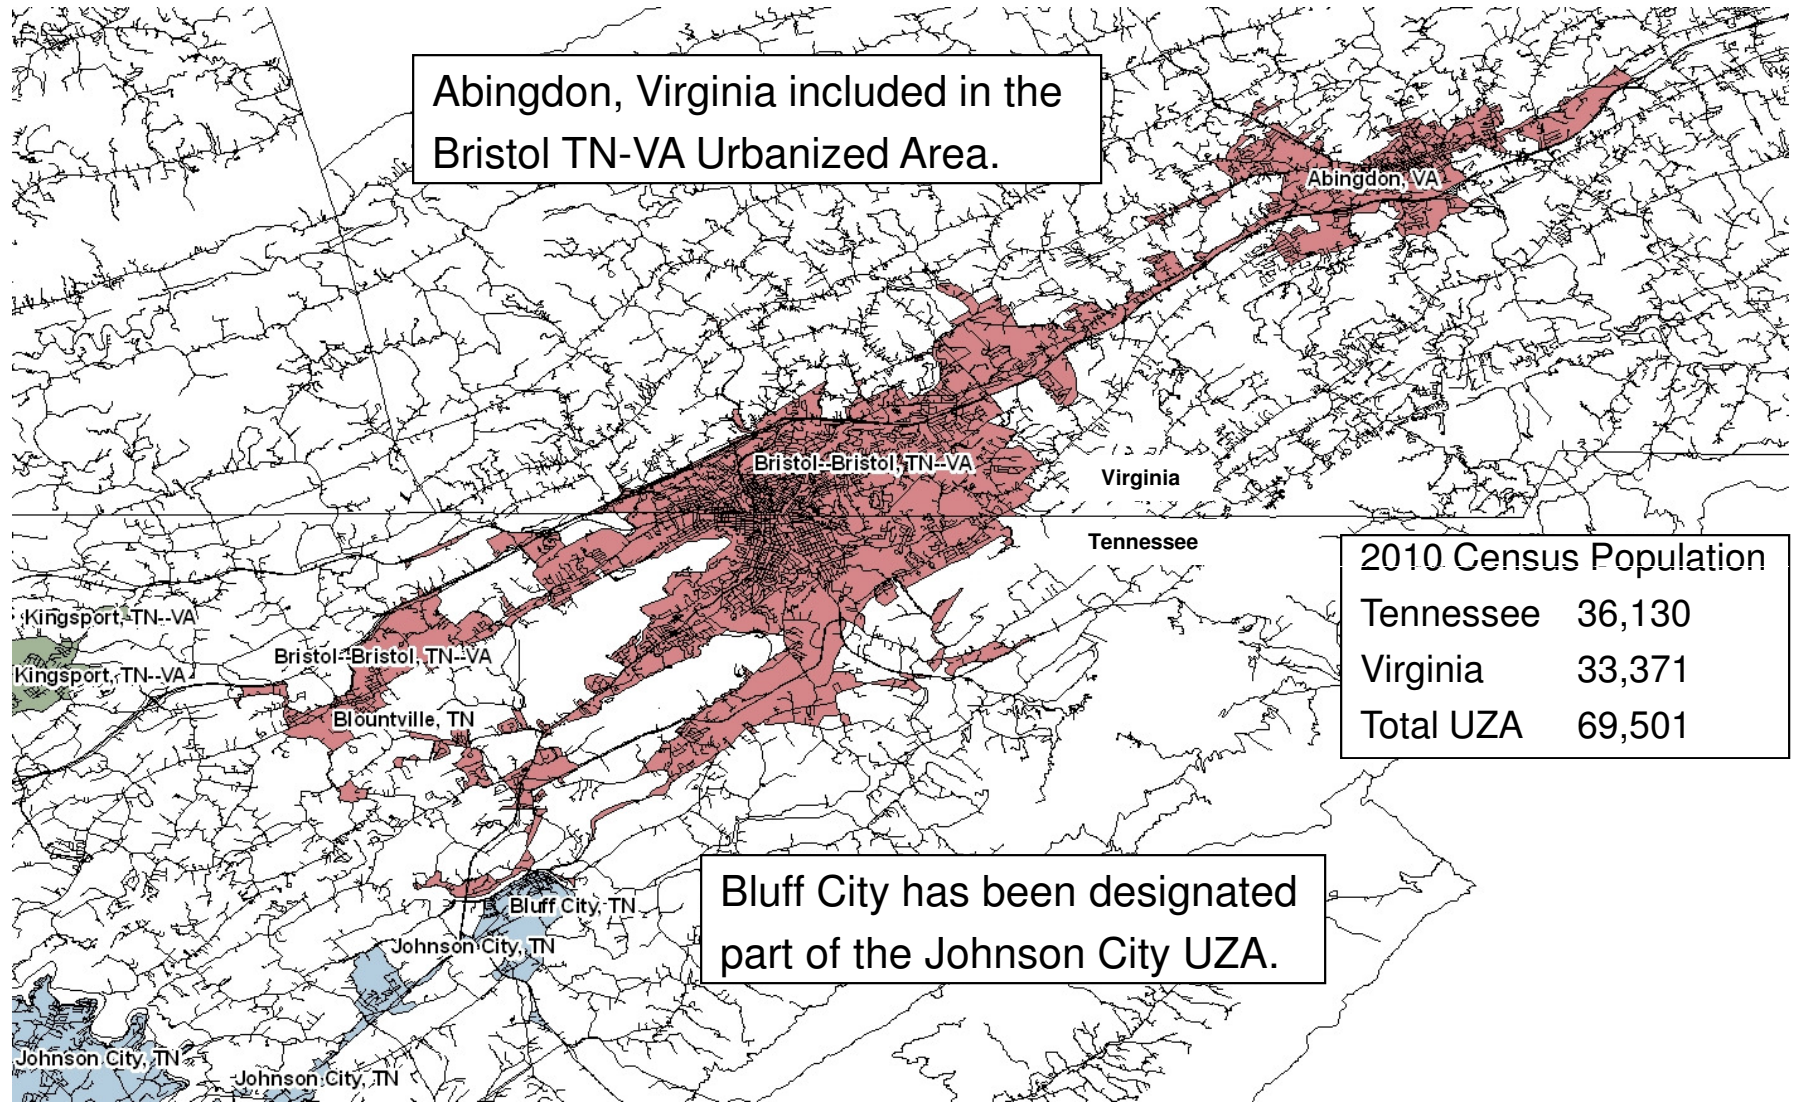 Abingdon, Virginia included in the
Bristol TN-VA Urbanized Area.
Abingdon, VA
Bristol--Bristol, TN--VA
Virginia
Tennessee
2010 Census Population
Tennessee 36,130
Virginia 33,371
Total UZA 69,501
Kingsport, TN--VA
Bristol--Bristol, TN--VA
Kingsport, TN--VA
Blountville, TN
Bluff City has been designated
part of the Johnson City UZA.
Bluff City, TN
Johnson City, TN
Johnson City, TN
Johnson City, TN